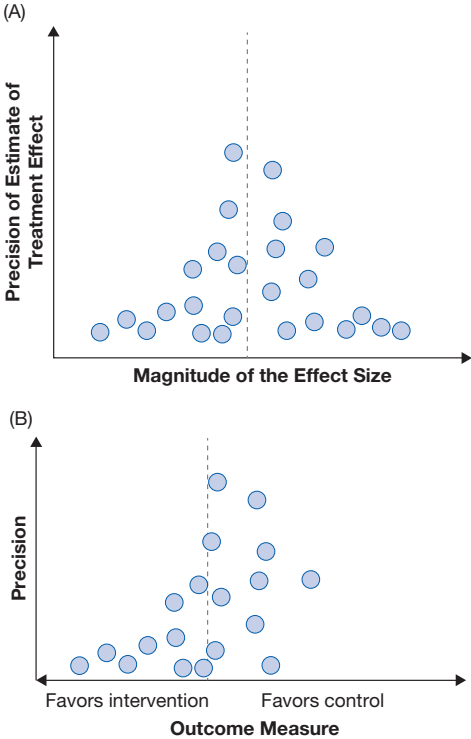 (A)
Precision of Estimate of
Treatment Effect
Magnitude of the Effect Size
(B)
Precision
Favors intervention
Favors control
Outcome Measure